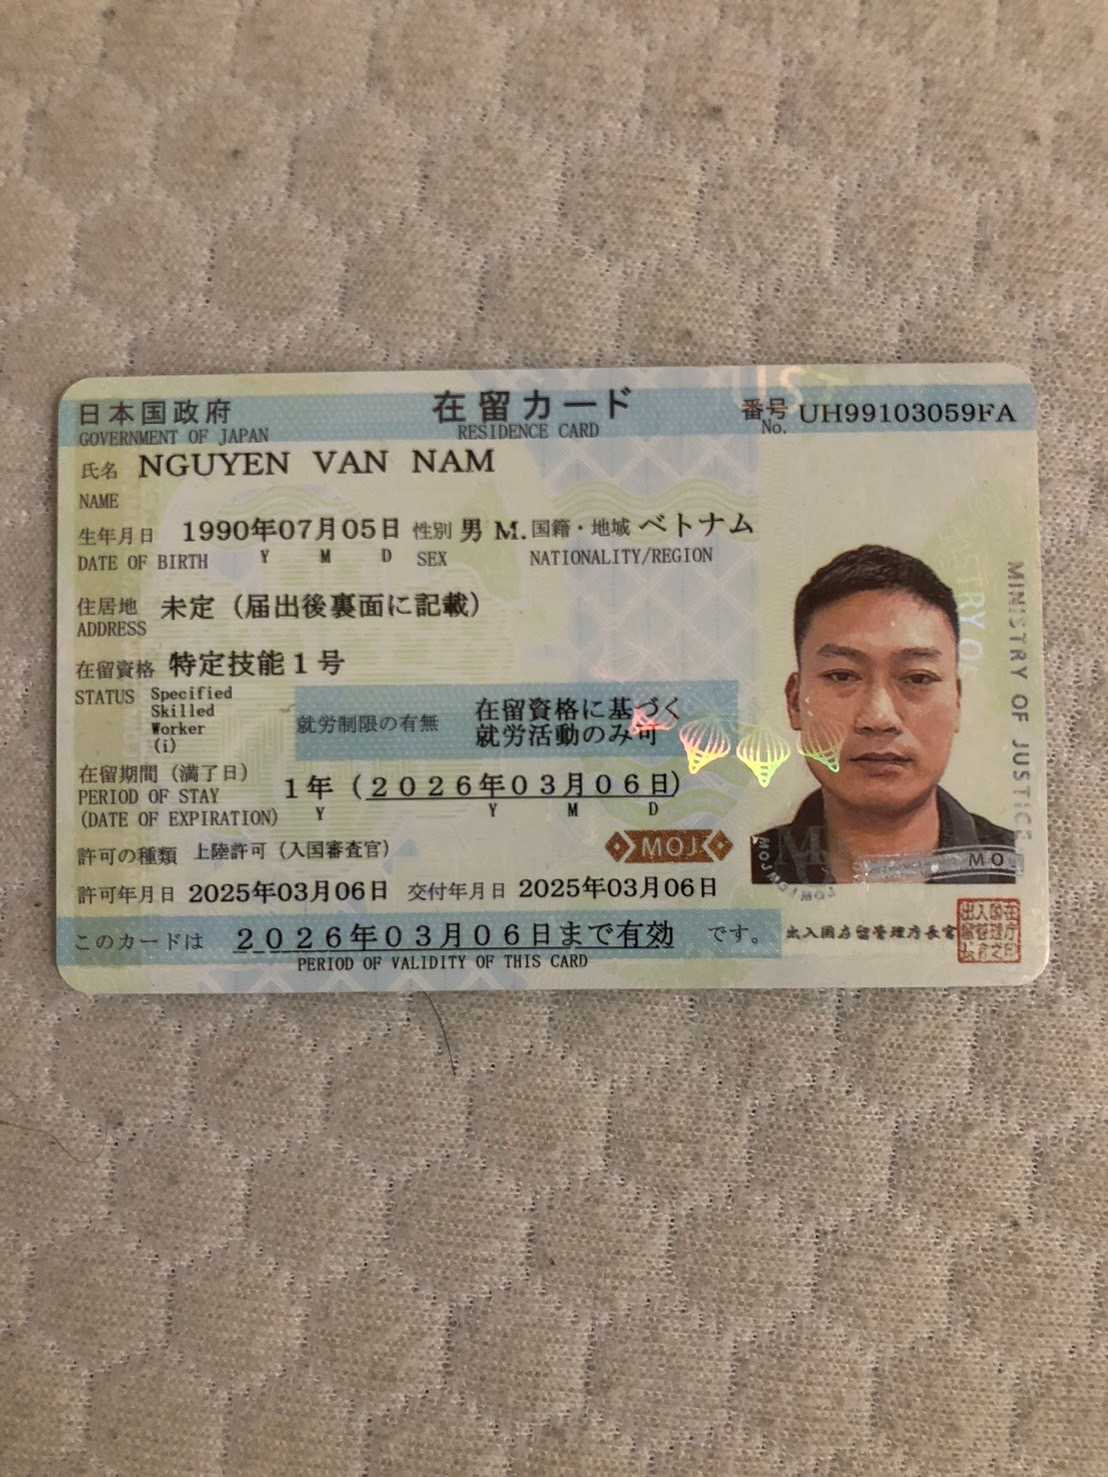 日本国政府 在留カード 番号 UH99103059FA
GOVERNMENT OF JAPAN RESIDENCE CARD No.
氏名 NGUYEN VAN NAM
NAME
生年月日 1990年07月05日 性別 男 M. 国籍・地域 ベトナム
DATE OF BIRTH Y M D SEX NATIONALITY/REGION
住居地 未定（届出後裏面に記載）
ADDRESS
在留資格 特定技能1号
STATUS Specified
Skilled
Worker
(i)
就労制限の有無 在留資格に基づく
就労活動のみ可
在留期間（満了日） 1年（2026年03月06日）
PERIOD OF STAY Y Y M D
(DATE OF EXPIRATION)
許可の種類 上陸許可（入国審査官） MOJ
許可年月日 2025年03月06日 交付年月日 2025年03月06日
このカードは 2026年03月06日まで有効 です。 出入国在留管理庁長官
PERIOD OF VALIDITY OF THIS CARD
MINISTRY OF JUSTICE